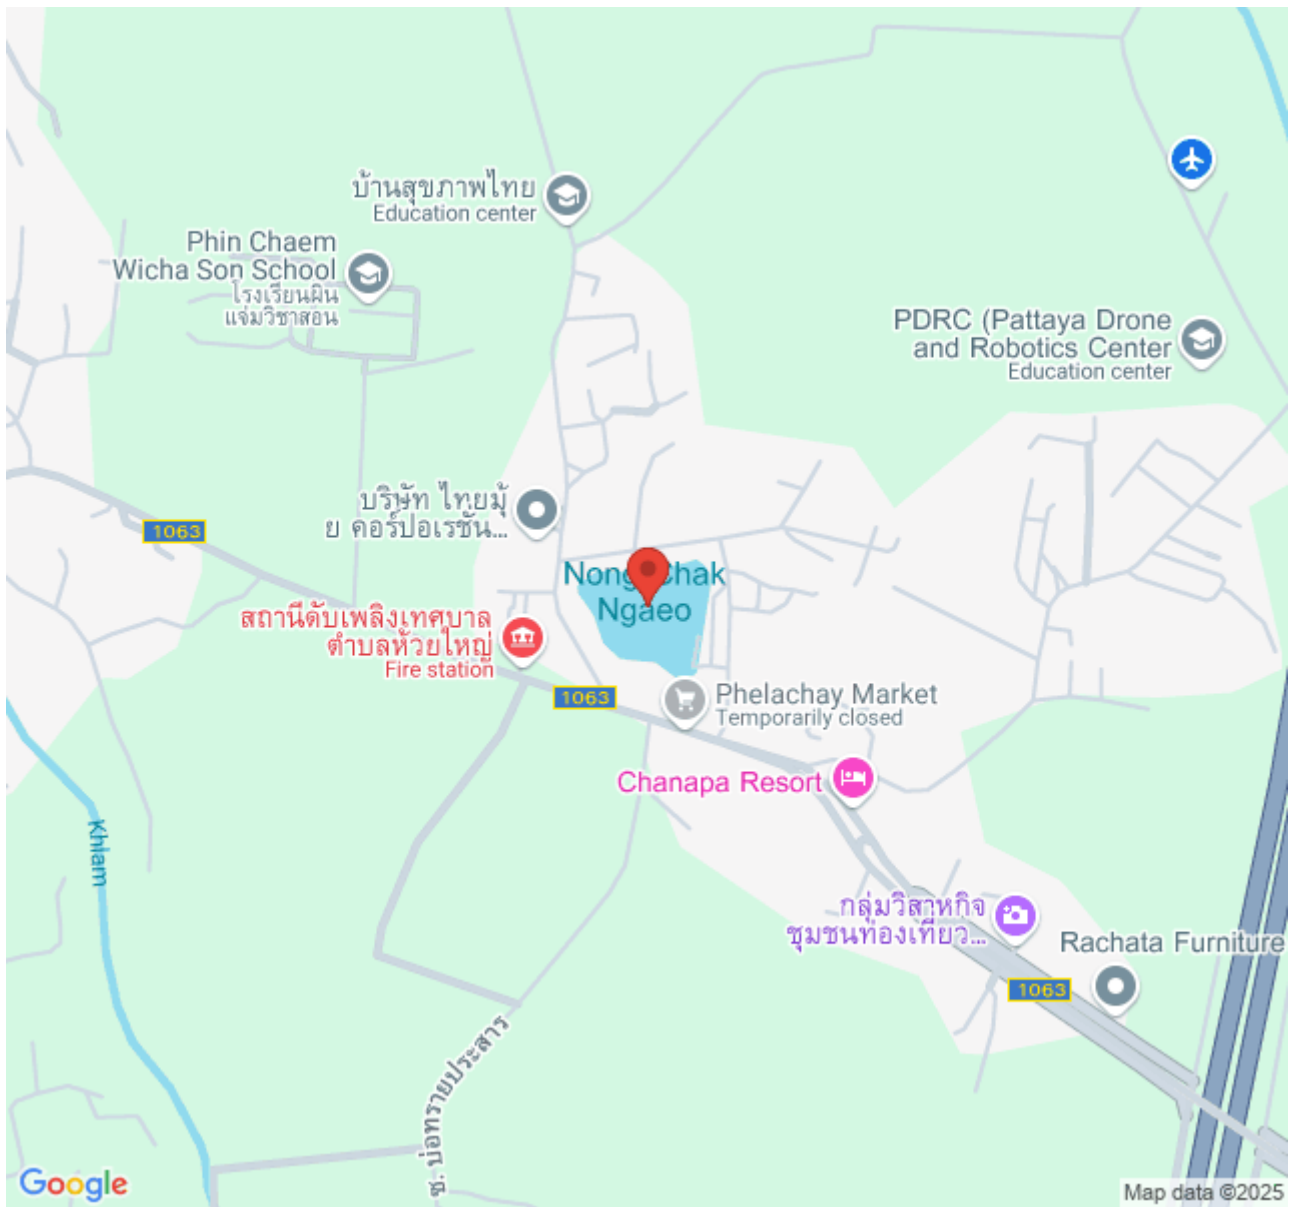 บ้านสุขภาพไทย
Education center
Phin Chaem
Wicha Son School
โรงเรียนผิน
แจ่มวิชาสอน
PDRC (Pattaya Drone
and Robotics Center
Education center
บริษัท ไทยมุ้
ย คอร์ปอเรชั่น...
1063
Nong Chak
Ngaeo
สถานีดับเพลิงเทศบาล
ตำบลห้วยใหญ่
Fire station
1063
Phelachay Market
Temporarily closed
Chanapa Resort
Khlam
กลุ่มวิสาหกิจ
ชุมชนท่องเที่ยว...
Rachata Furniture
1063
ซ. บ่อทรายประสาร
Google
Map data ©2025